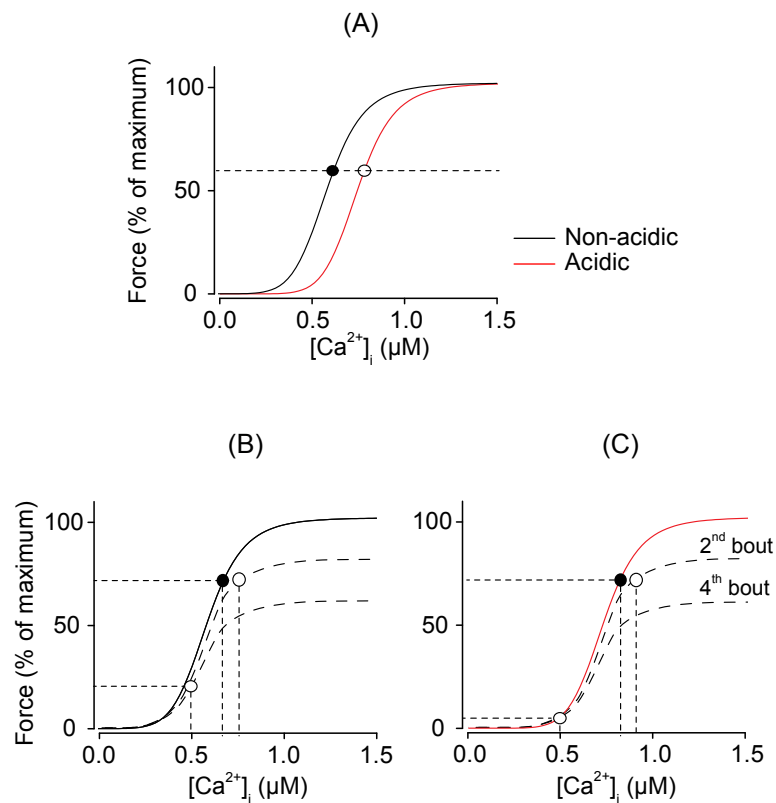 (A)
Force (% of maximum)
100
50
0
0.0 0.5 1.0 1.5
[Ca²⁺]ᵢ (μM)
Non-acidic
Acidic
(B)
Force (% of maximum)
100
50
0
0.0 0.5 1.0 1.5
[Ca²⁺]ᵢ (μM)
(C)
100
50
0
0.0 0.5 1.0 1.5
[Ca²⁺]ᵢ (μM)
2ⁿᵈ bout
4ᵗʰ bout